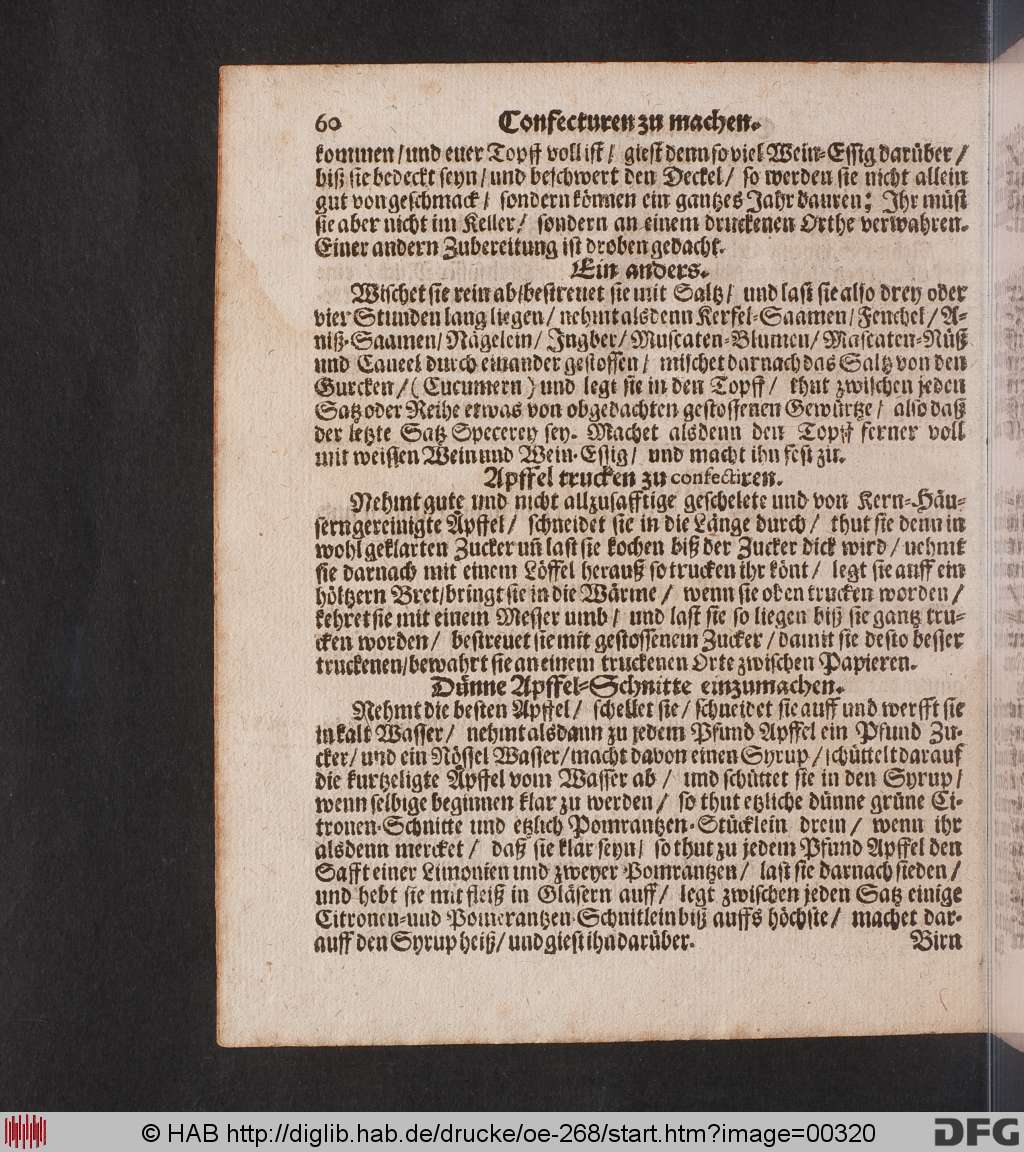 60 Confecturen zu machen.
kommen/und euer Topff voll ist/ giest denn so viel Wein-Essig darüber/
biß sie bedeckt seyn/ und beschwert den Deckel/ so werden sie nicht allein
gut von geschmack/ sondern können ein gantzes Jahr dauren: Ihr müst
sie aber nicht im Keller/ sondern an einem druckenen Orthe verwahren.
Einer andern Zubereitung ist droben gedacht.
Ein anders.
Wischet sie rein ab/bestreuet sie mit Saltz/ und last sie also drey oder
vier Stunden lang liegen/ nehmt alsdenn Kerfel-Saamen/ Fenchel/ A-
niß-Saamen/ Nägelein/ Ingber/ Muscaten-Blumen/ Mascaten-Nüß
und Caneel durch einander gestossen/ mischet darnach das Saltz von den
Gurcken/ (Cucumern) und legt sie in den Topff/ thut zwischen jeden
Satz oder Reihe etwas von obgedachten gestossenen Gewürtze/ also daß
der letzte Satz Specerey sey. Machet alsdenn den Topff ferner voll
mit weissen Wein und Wein-Essig/ und macht ihn fest zu.
Apffel trucken zu confectiren.
Nehmt gute und nicht allzusafftige geschelete und von Kern-Häu-
sern gereinigte Apffel/ schneidet sie in die Länge durch/ thut sie denn in
wohl geklarten Zucker uñ last sie kochen biß der Zucker dick wird/ nehmt
sie darnach mit einem Löffel herauß so trucken ihr könt/ legt sie auff ein
höltzern Bret/bringt sie in die Wärme/ wenn sie oben trucken worden/
kehret sie mit einem Messer umb/ und last sie so liegen biß sie gantz tru-
cken worden/ bestreuet sie mit gestossenem Zucker/ damit sie desto besser
truckenen/bewahrt sie an einem truckenen Orte zwischen Papieren.
Dünne Apffel-Schnitte einzumachen.
Nehmt die besten Apffel/ schellet sie/ schneidet sie auff und werfft sie
in kalt Wasser/ nehmt alsdann zu jedem Pfund Apffel ein Pfund Zu-
cker/ und ein Nössel Wasser/macht davon einen Syrup/ schüttelt darauf
die kurtzeligte Apffel vom Wasser ab/ und schüttet sie in den Syrup/
wenn selbige beginnen klar zu werden/ so thut etzliche dünne grüne Ci-
tronen-Schnitte und etzlich Pomrantzen-Stücklein drein/ wenn ihr
alsdenn mercket/ daß sie klar seyn/ so thut zu jedem Pfund Apffel den
Safft einer Limonien und zweyer Pomrantzen/ last sie darnach sieden/
und hebt sie mit fleiß in Gläsern auff/ legt zwischen jeden Satz einige
Citronen-und Pomerantzen-Schnitlein biß auffs höchste/ machet dar-
auff den Syrup heiß/ und giest ihn darüber. Birn
© HAB http://diglib.hab.de/drucke/oe-268/start.htm?image=00320
DFG